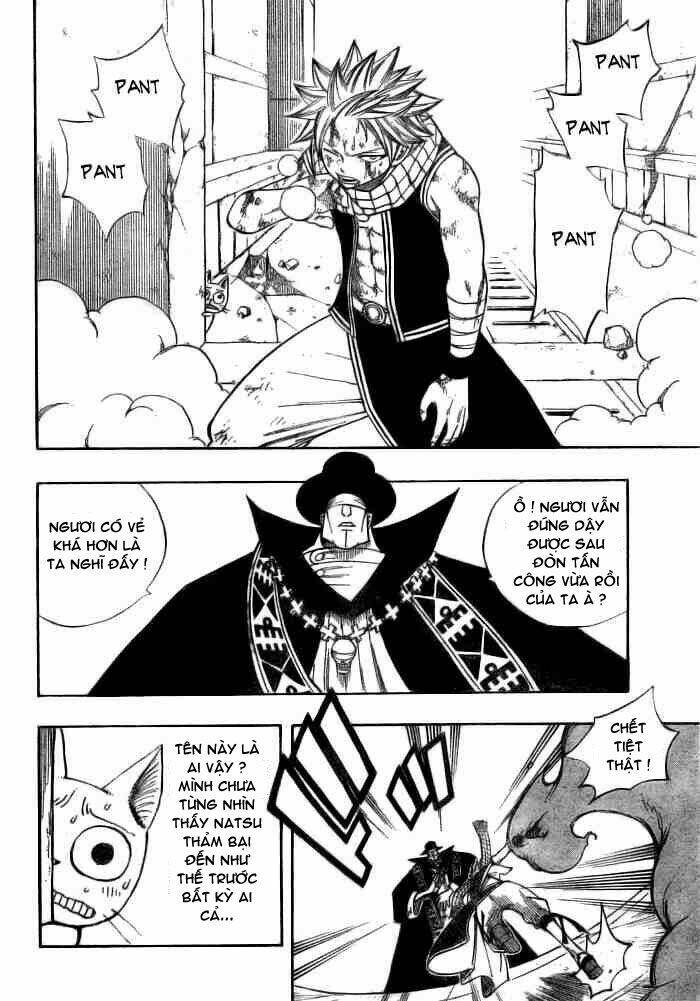 PANT
PANT
PANT
PANT
PANT
Ồ ! NGƯƠI VẪN
ĐỨNG DẬY
ĐƯỢC SAU
ĐÒN TẤN
CÔNG VỪA RỒI
CỦA TA À ?
NGƯƠI CÓ VẺ
KHÁ HƠN LÀ
TA NGHĨ ĐẤY !
CHẾT
TIỆT
THẬT !
TÊN NÀY LÀ
AI VẬY ?
MÌNH CHƯA
TỪNG NHÌN
THẤY NATSU
THẢM BẠI
ĐẾN NHƯ
THẾ TRƯỚC
BẤT KỲ AI
CẢ...